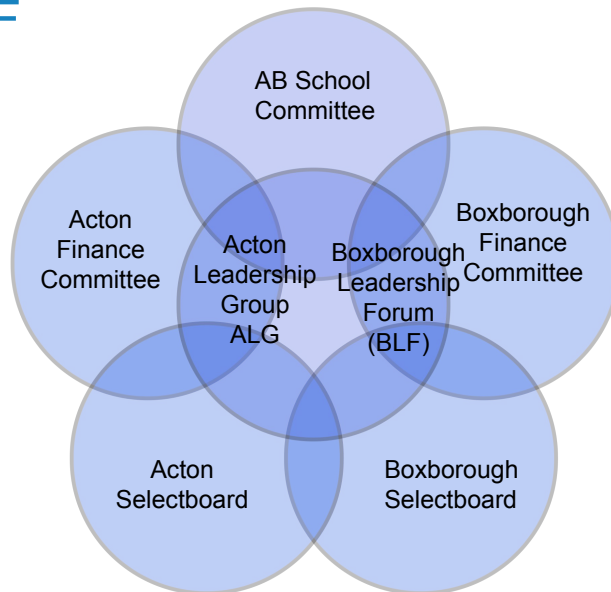 AB School
Committee
Acton
Finance
Committee
Boxborough
Finance
Committee
Acton
Leadership
Group
ALG
Boxborough
Leadership
Forum
(BLF)
Acton
Selectboard
Boxborough
Selectboard